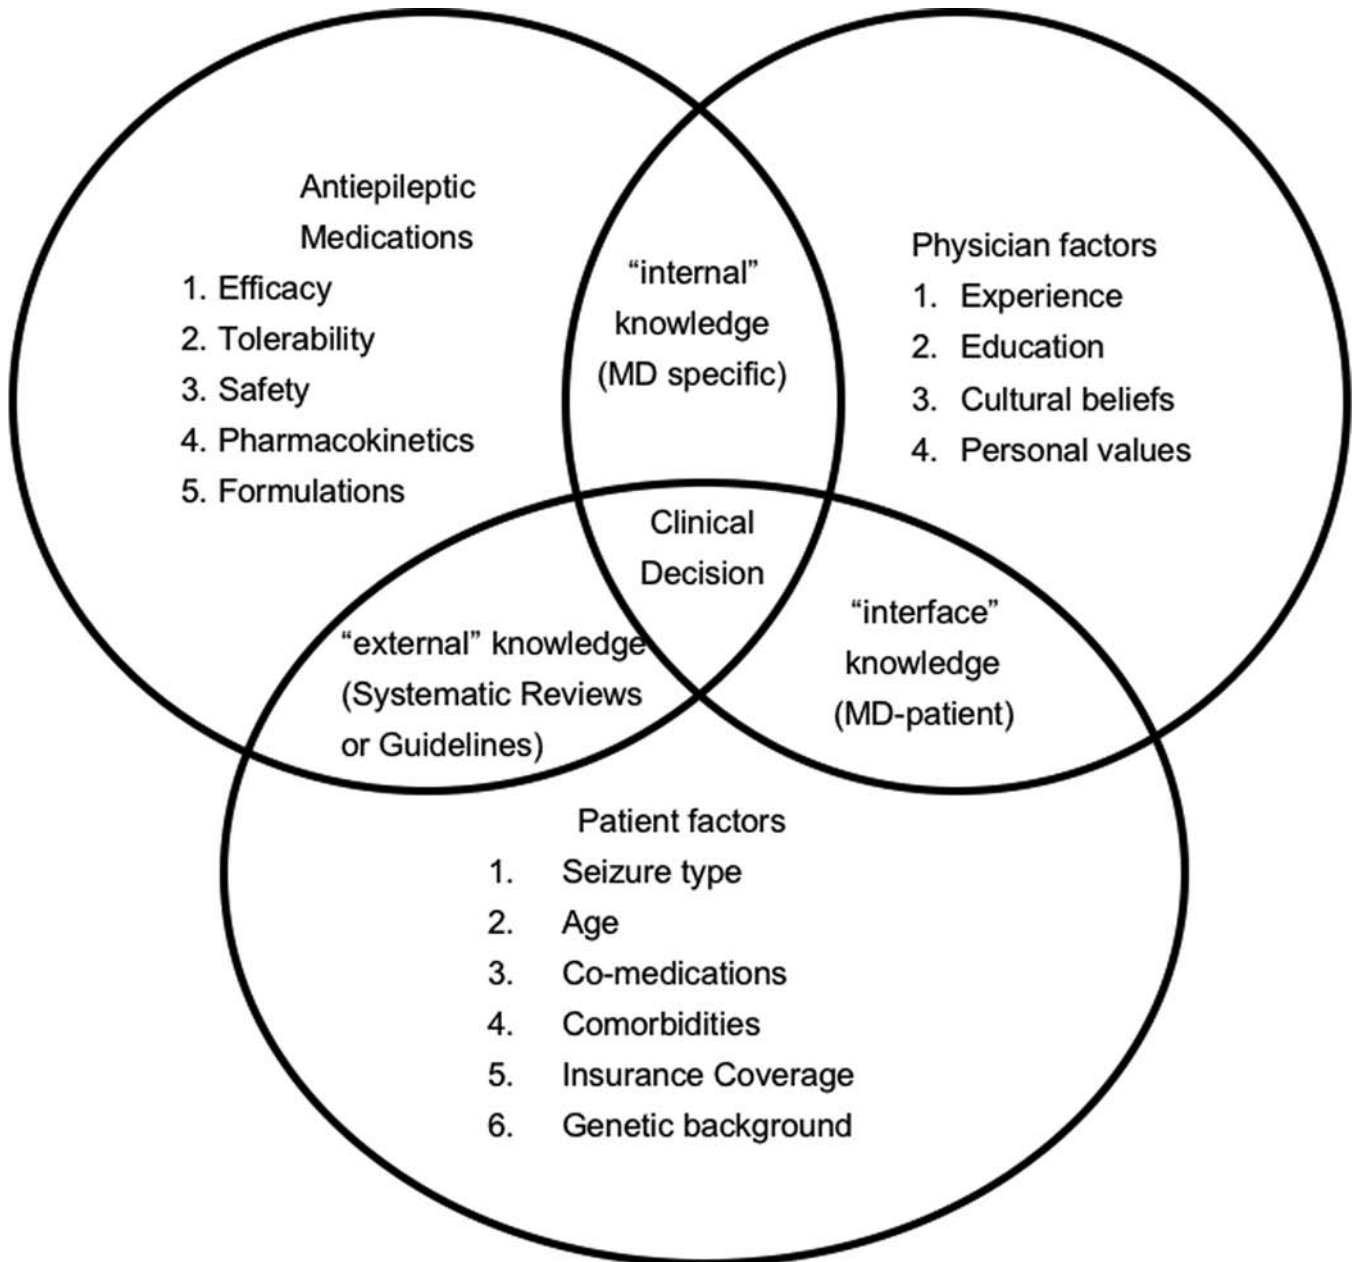 Antiepileptic
Medications
1. Efficacy
2. Tolerability
3. Safety
4. Pharmacokinetics
5. Formulations
“internal”
knowledge
(MD specific)
Physician factors
1. Experience
2. Education
3. Cultural beliefs
4. Personal values
Clinical
Decision
“external” knowledge
(Systematic Reviews
or Guidelines)
“interface”
knowledge
(MD-patient)
Patient factors
1. Seizure type
2. Age
3. Co-medications
4. Comorbidities
5. Insurance Coverage
6. Genetic background